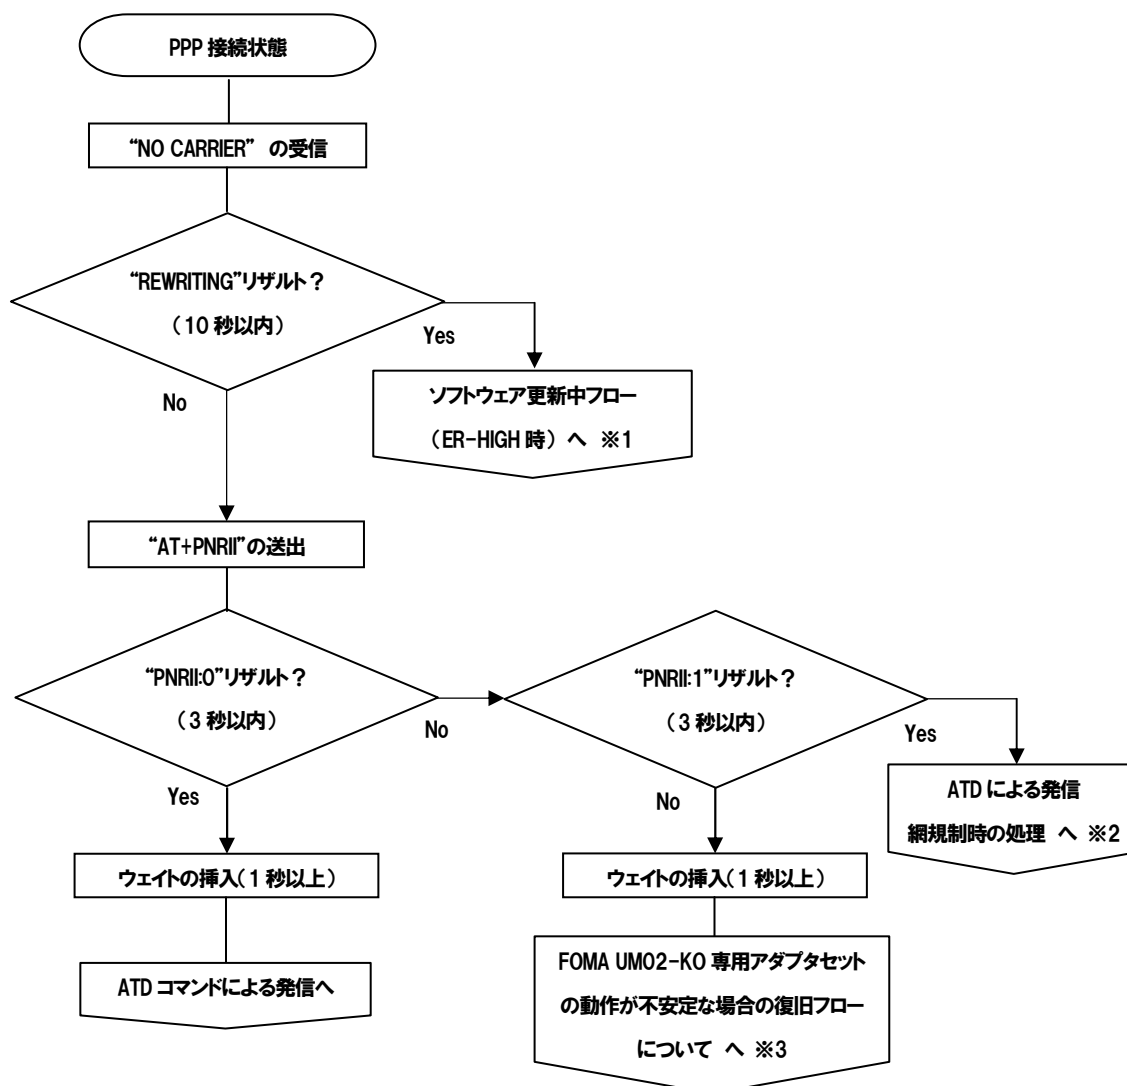 PPP 接続状態
“NO CARRIER” の受信
“REWRITING”リザルト？
（10 秒以内）
Yes
No
ソフトウェア更新中フロー
（ER-HIGH 時） へ ※1
“AT+PNRII”の送出
“PNRII:0”リザルト？
（3 秒以内）
No
Yes
“PNRII:1”リザルト？
（3 秒以内）
Yes
No
ATD による発信
網規制時の処理 へ ※2
ウェイトの挿入（1 秒以上）
ATD コマンドによる発信へ
ウェイトの挿入（1 秒以上）
FOMA UM02-KO 専用アダプタセット
の動作が不安定な場合の復旧フロー
について へ ※3